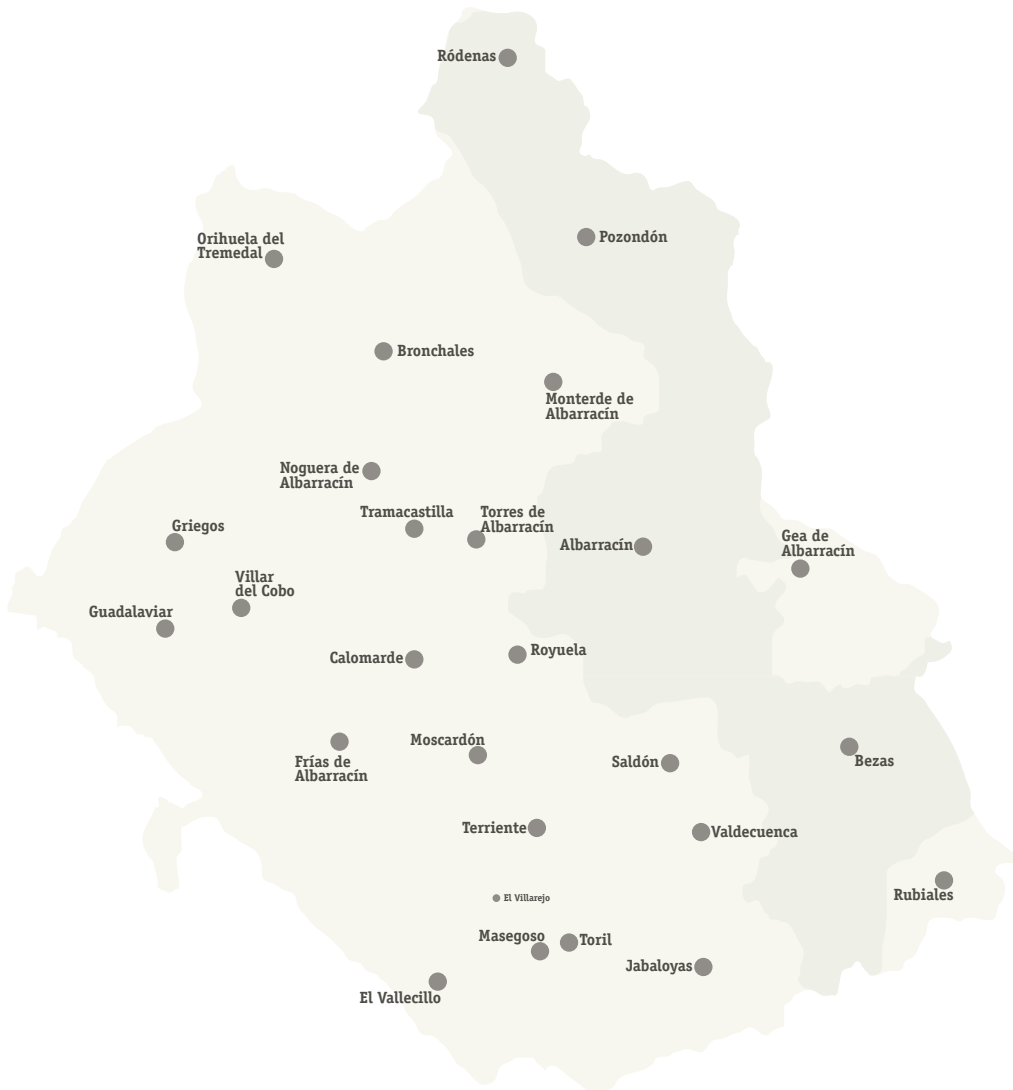 Ródenas
Pozondón
Orihuela del
Tremedal
Bronchales
Monterde de
Albarracín
Noguera de
Albarracín
Tramacastilla
Torres de
Albarracín
Griegos
Albarracín
Gea de
Albarracín
Villar
del Cobo
Guadalaviar
Calomarde
Royuela
Moscardón
Frías de
Albarracín
Saldón
Bezas
Terriente
Valdecuenca
El Villarejo
Rubiales
Masegoso
Toril
Jabaloyas
El Vallecillo